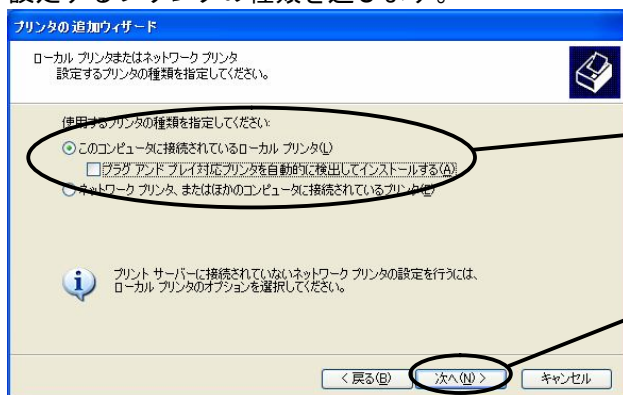 設定するプリンタの種類を選びます。
プリンタの追加ウィザード
ローカル プリンタまたはネットワーク プリンタ
設定するプリンタの種類を指定してください。
使用するプリンタの種類を指定してください:
このコンピュータに接続されているローカル プリンタ(L)
プラグ アンド プレイ対応プリンタを自動的に検出してインストールする(A)
ネットワーク プリンタ、またはほかのコンピュータに接続されているプリンタ(E)
プリント サーバーに接続されていないネットワーク プリンタの設定を行うには、
ローカル プリンタのオプションを選択してください。
< 戻る(B) 次へ(N) > キャンセル